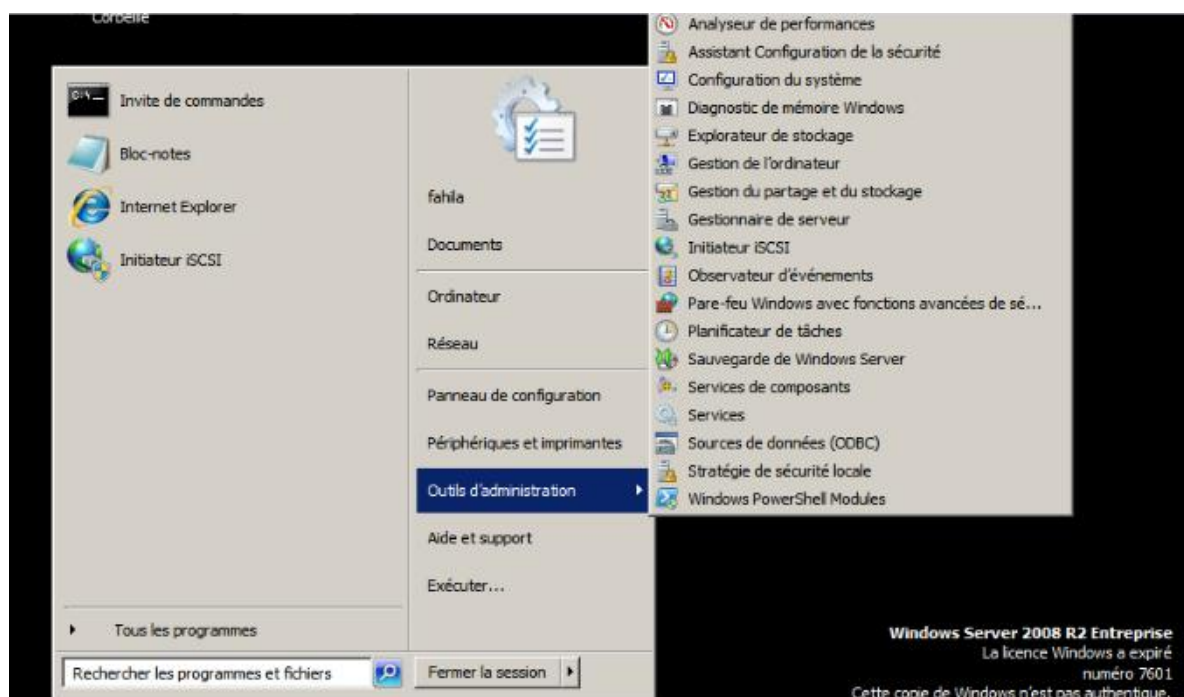 Corbeille
Invite de commandes
Bloc-notes
Internet Explorer
Initiateur iSCSI
Tous les programmes
Rechercher les programmes et fichiers
fahila
Documents
Ordinateur
Réseau
Panneau de configuration
Périphériques et imprimantes
Outils d'administration
Aide et support
Exécuter...
Fermer la session
Analyseur de performances
Assistant Configuration de la sécurité
Configuration du système
Diagnostic de mémoire Windows
Explorateur de stockage
Gestion de l'ordinateur
Gestion du partage et du stockage
Gestionnaire de serveur
Initiateur iSCSI
Observateur d'événements
Pare-feu Windows avec fonctions avancées de sé...
Planificateur de tâches
Sauvegarde de Windows Server
Services de composants
Services
Sources de données (ODBC)
Stratégie de sécurité locale
Windows PowerShell Modules
Windows Server 2008 R2 Entreprise
La licence Windows a expiré
numéro 7601
Cette copie de Windows n'est pas authentique.